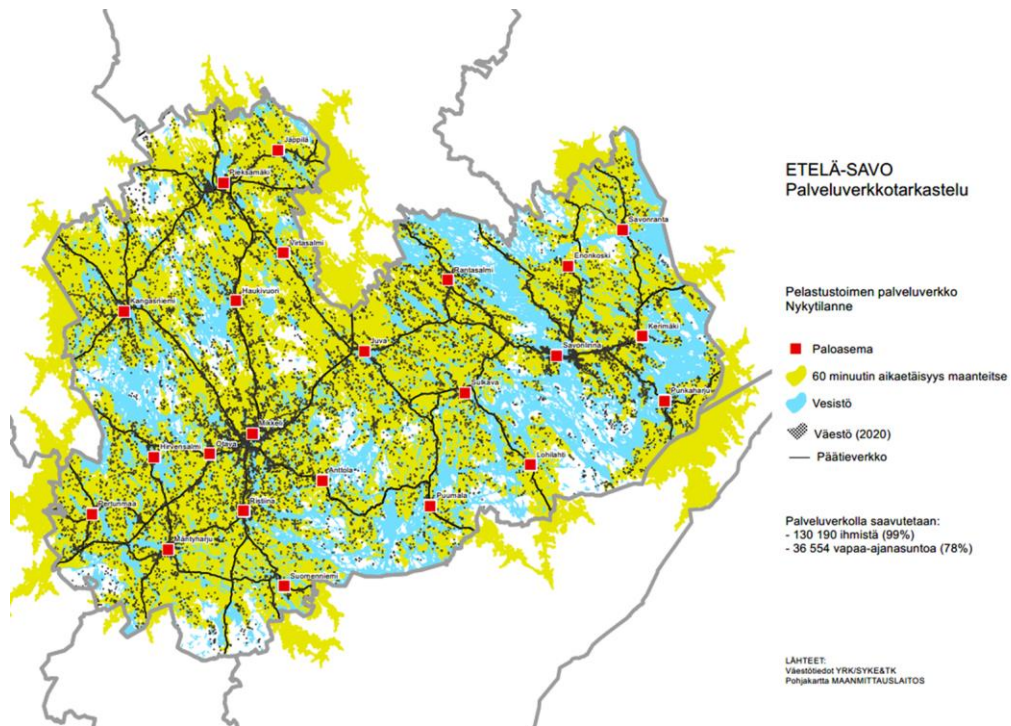 ETELÄ-SAVO
Palveluverkkotarkastelu
Pelastustoimen palveluverkko
Nykytilanne
Paloasema
60 minuutin aikaetäisyys maanteitse
Vesistö
Väestö (2020)
Päätieverkko
Palveluverkolla saavutetaan:
- 130 190 ihmistä (99%)
- 36 554 vapaa-ajanasuntoa (78%)
LÄHTEET:
Väestötiedot YRK/SYKE&TK
Pohjakartta MAANMITTAUSLAITOS
Jäppilä
Pieksämäki
Savonranta
Virtasalmi
Enonkoski
Rantasalmi
Haukivuori
Kangasniemi
Kerimäki
Juva
Savonlinna
Sulkava
Punkaharju
Mikkeli
Otava
Hirvensalmi
Lohilahti
Anttola
Puumala
Ristiina
Pertunmaa
Mäntyharju
Suomenniemi